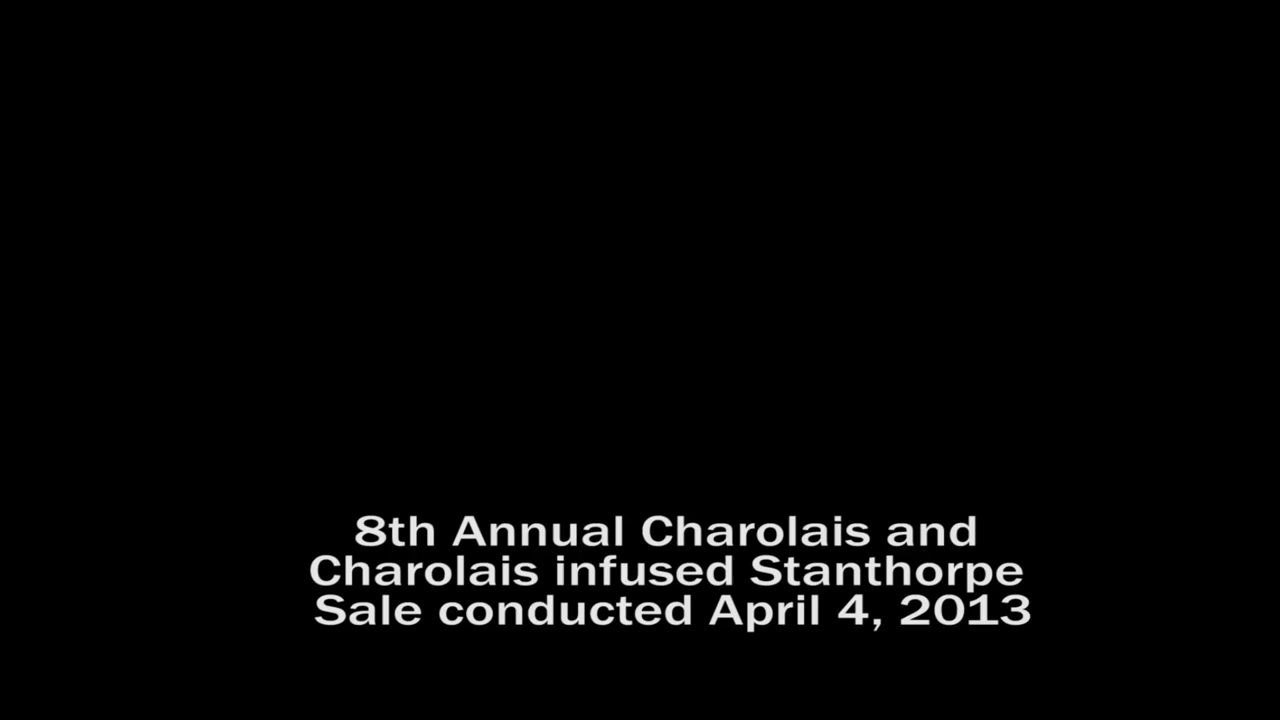 8th Annual Charolais and
Charolais infused Stanthorpe
Sale conducted April 4, 2013